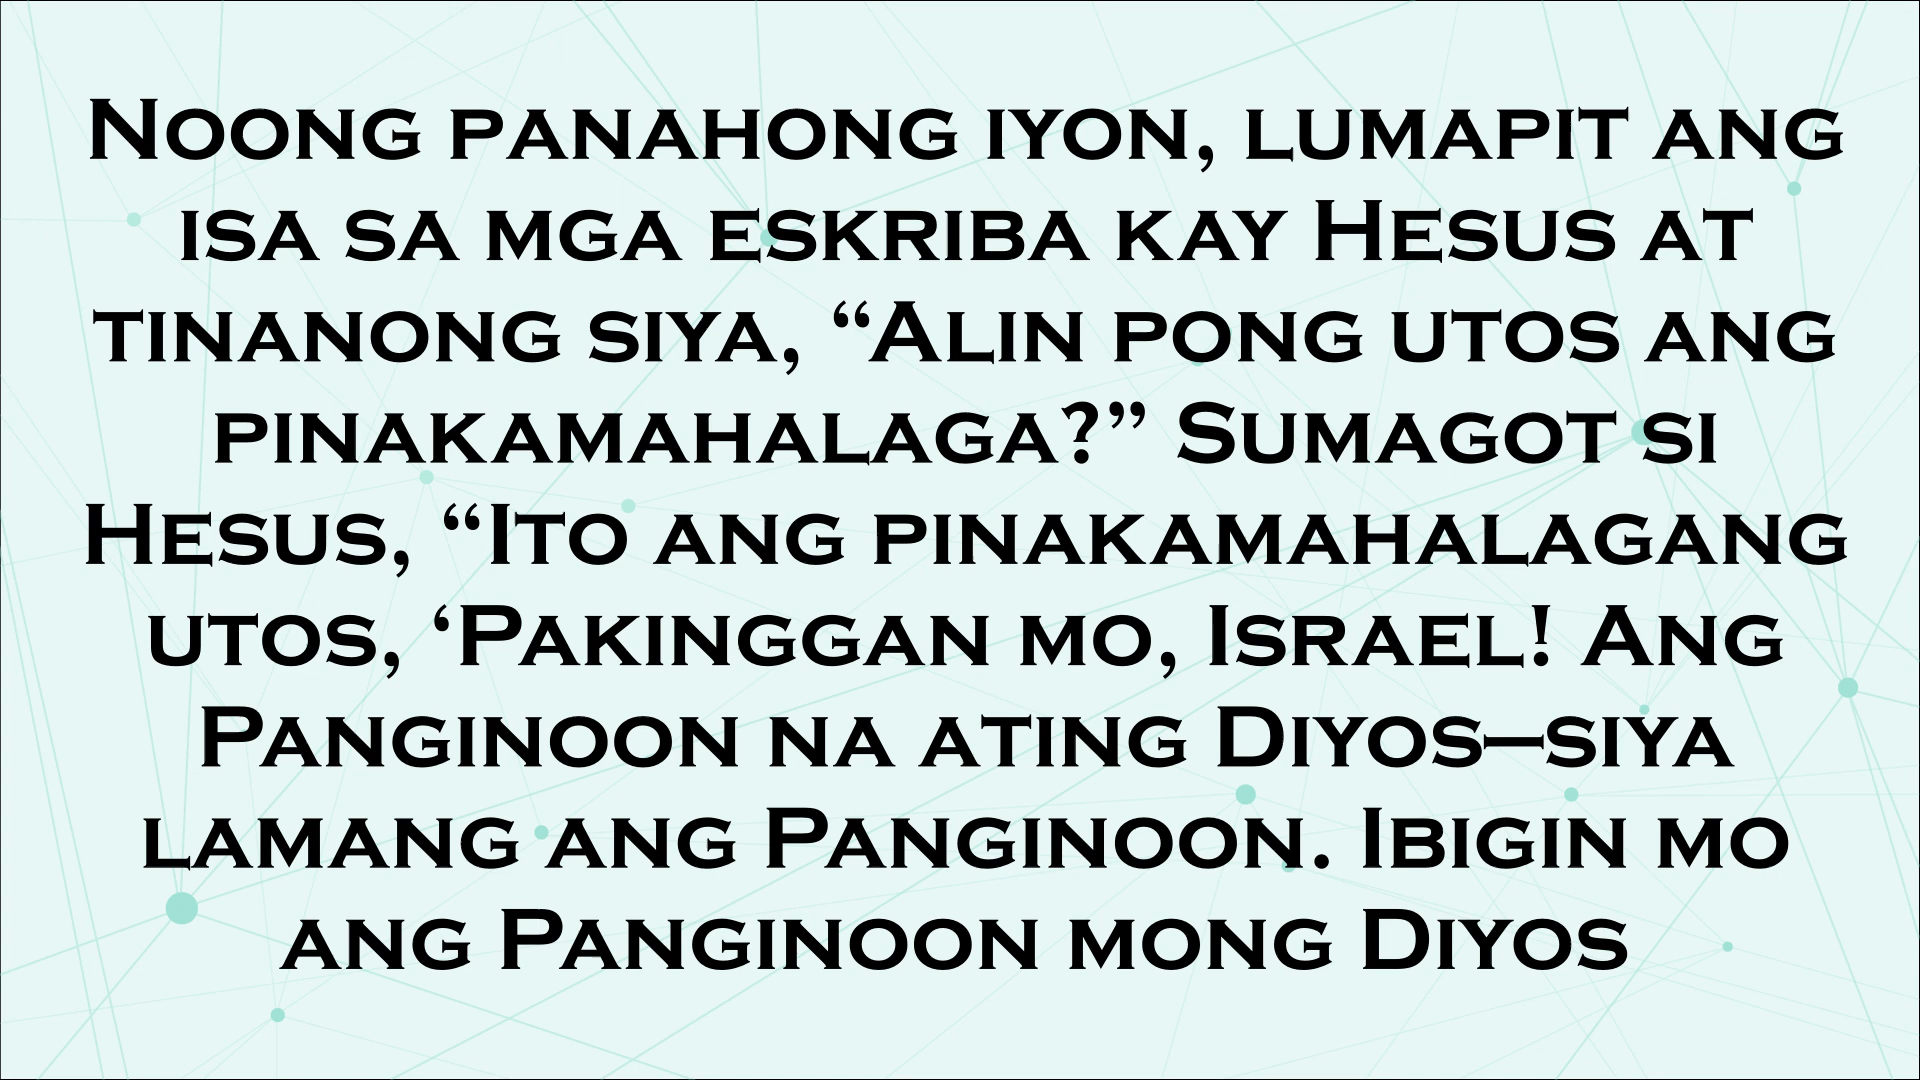 Noong panahong iyon, lumapit ang
isa sa mga eskriba kay Hesus at
tinanong siya, “Alin pong utos ang
pinakamahalaga?” Sumagot si
Hesus, “Ito ang pinakamahalagang
utos, ‘Pakinggan mo, Israel! Ang
Panginoon na ating Diyos—siya
lamang ang Panginoon. Ibigin mo
ang Panginoon mong Diyos